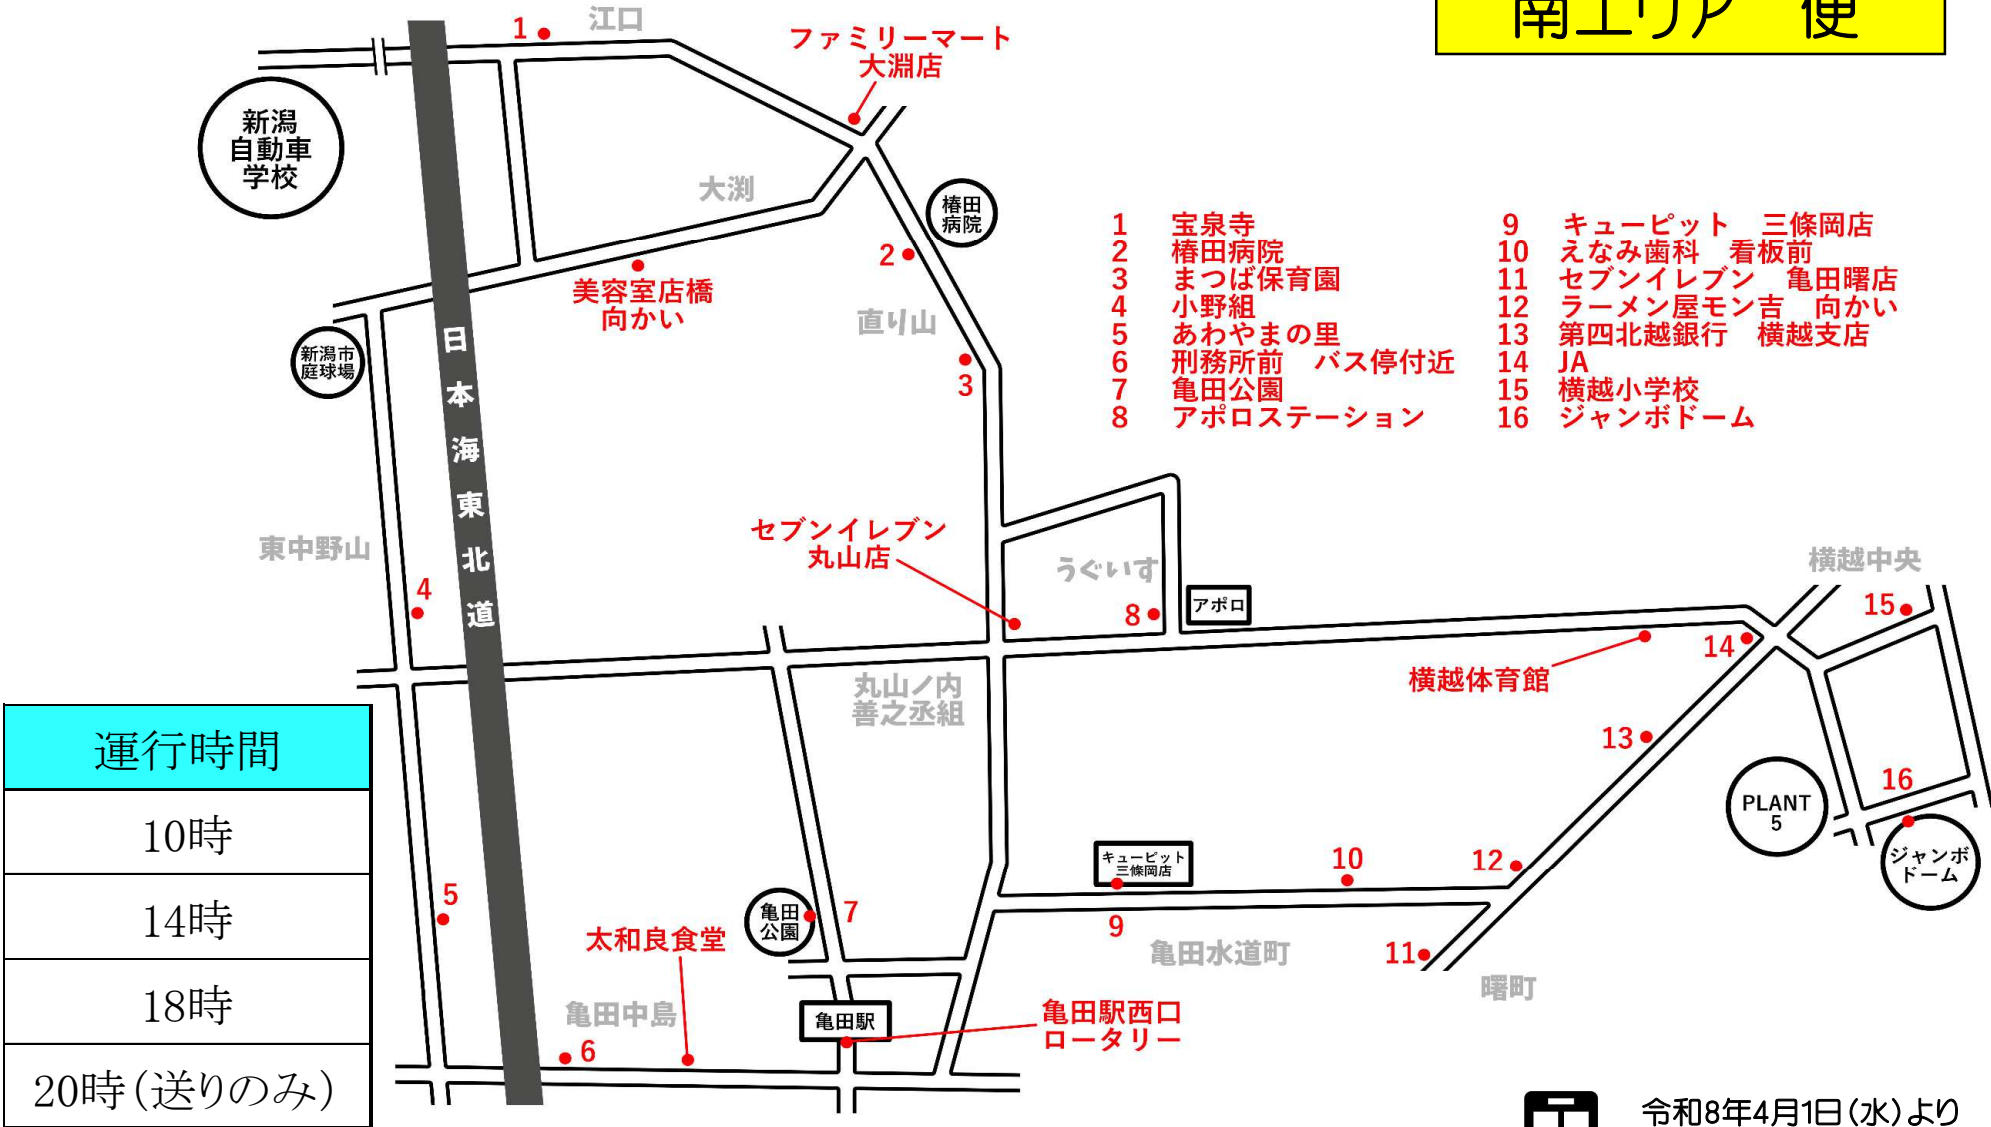 南エリア　便
江口
1
ファミリーマート
大淵店
新潟
自動車
学校
大渕
椿田
病院
2
美容室店橋
向かい
直り山
3
新潟市
庭球場
日本海東北道
1 宝泉寺
2 椿田病院
3 まつば保育園
4 小野組
5 あわやまの里
6 刑務所前　バス停付近
7 亀田公園
8 アポロステーション
9 キューピット　三條岡店
10 えなみ歯科　看板前
11 セブンイレブン　亀田曙店
12 ラーメン屋モン吉　向かい
13 第四北越銀行　横越支店
14 JA
15 横越小学校
16 ジャンボドーム
東中野山
4
セブンイレブン
丸山店
うぐいす
8
アポロ
横越中央
15
14
横越体育館
丸山ノ内
善之丞組
13
16
PLANT
5
ジャンボ
ドーム
キューピット
三條岡店
9
10
12
11
亀田水道町
曙町
5
亀田
公園
7
太和良食堂
亀田中島
6
亀田駅
亀田駅西口
ロータリー
運行時間
10時
14時
18時
20時(送りのみ)
令和8年4月1日(水)より